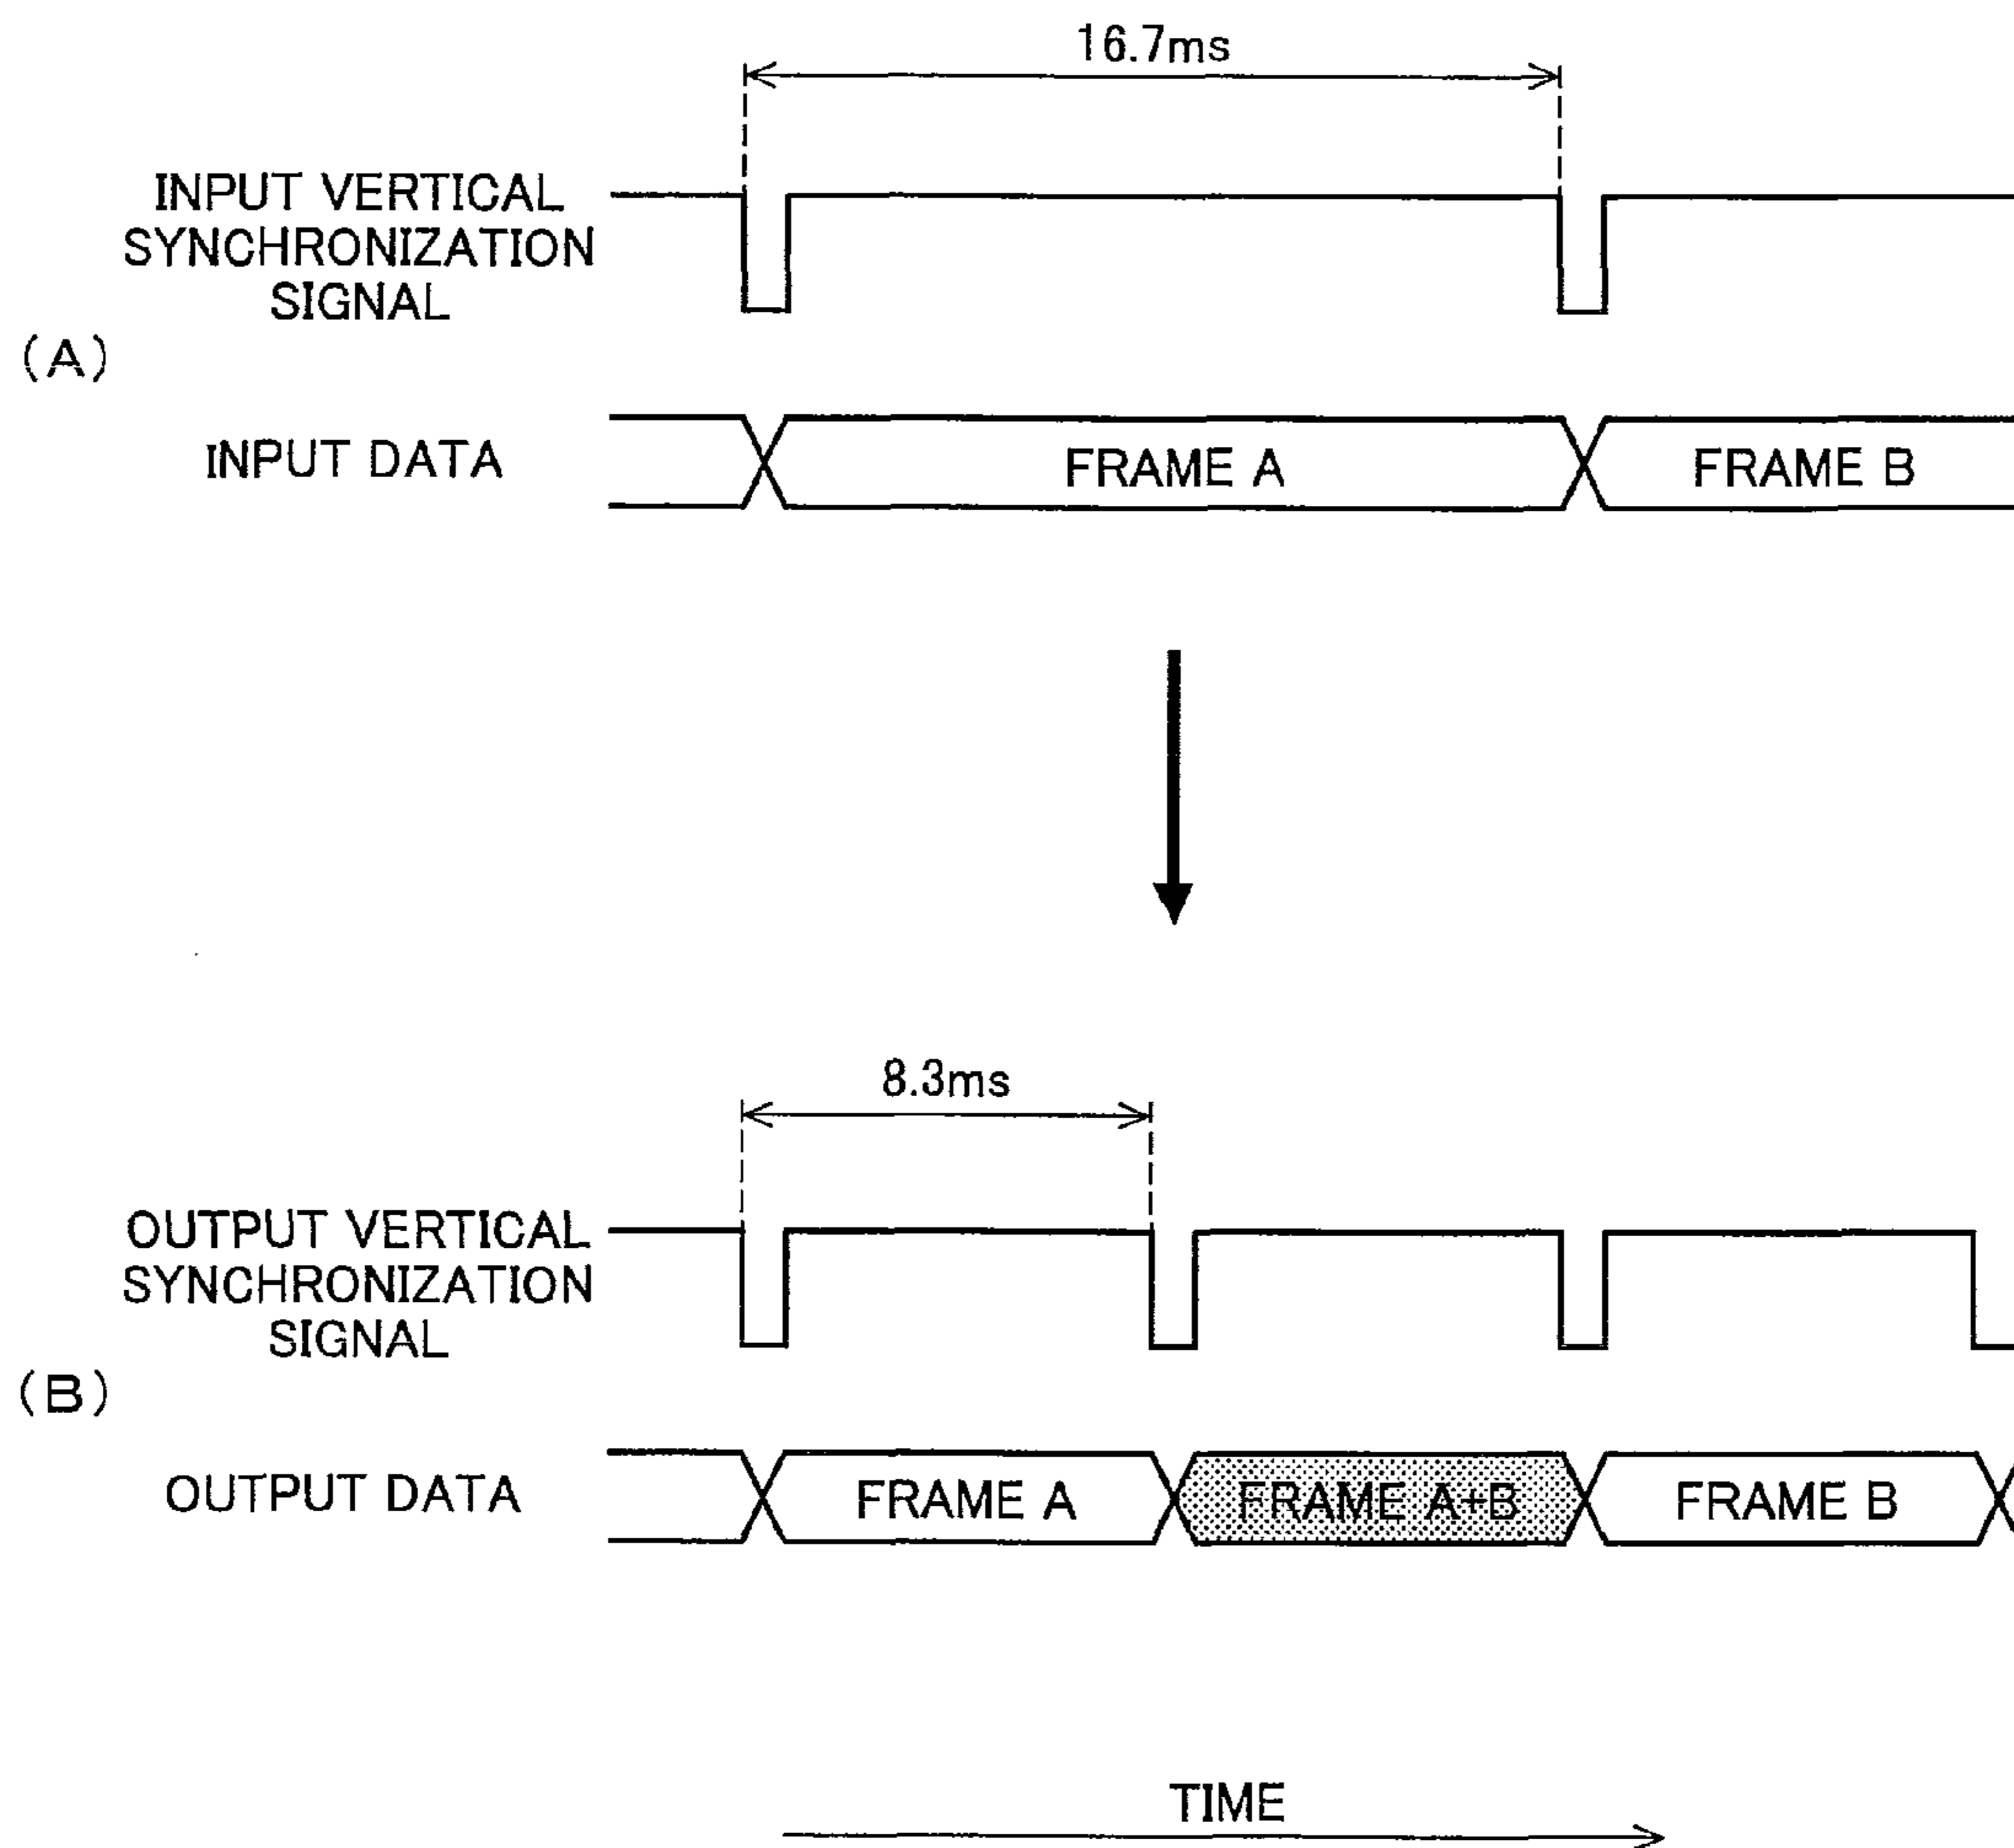 16.7ms
INPUT VERTICAL
SYNCHRONIZATION
SIGNAL
(A)
INPUT DATA
FRAME A
FRAME B
8.3ms
OUTPUT VERTICAL
SYNCHRONIZATION
SIGNAL
(B)
OUTPUT DATA
FRAME A
FRAME A+B
FRAME B
TIME